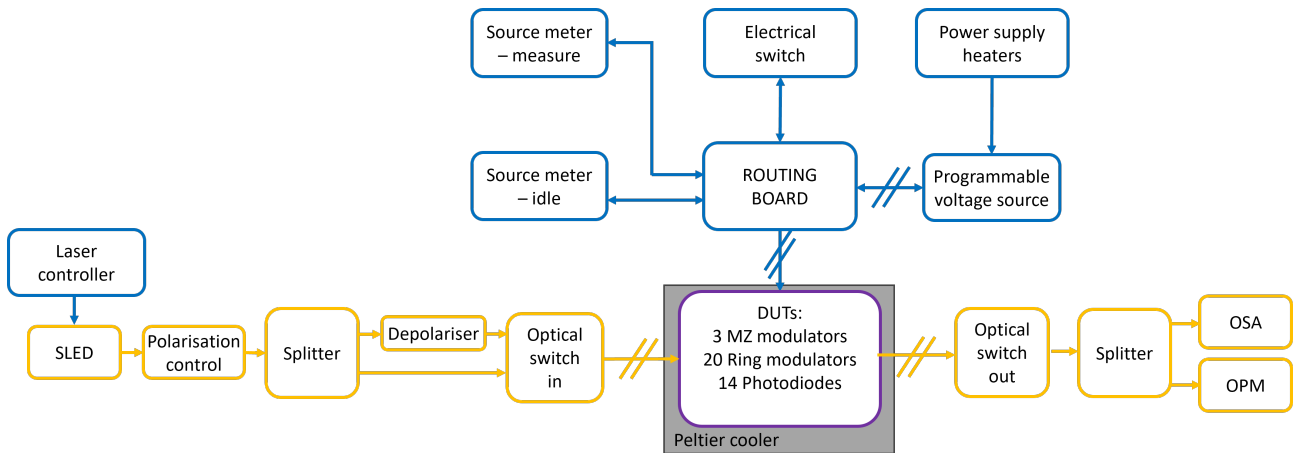 Source meter
– measure
Electrical
switch
Power supply
heaters
Source meter
– idle
ROUTING
BOARD
Programmable
voltage source
Laser
controller
SLED
Polarisation
control
Splitter
Depolariser
Optical
switch
in
DUTs:
3 MZ modulators
20 Ring modulators
14 Photodiodes
Peltier cooler
Optical
switch
out
Splitter
OSA
OPM